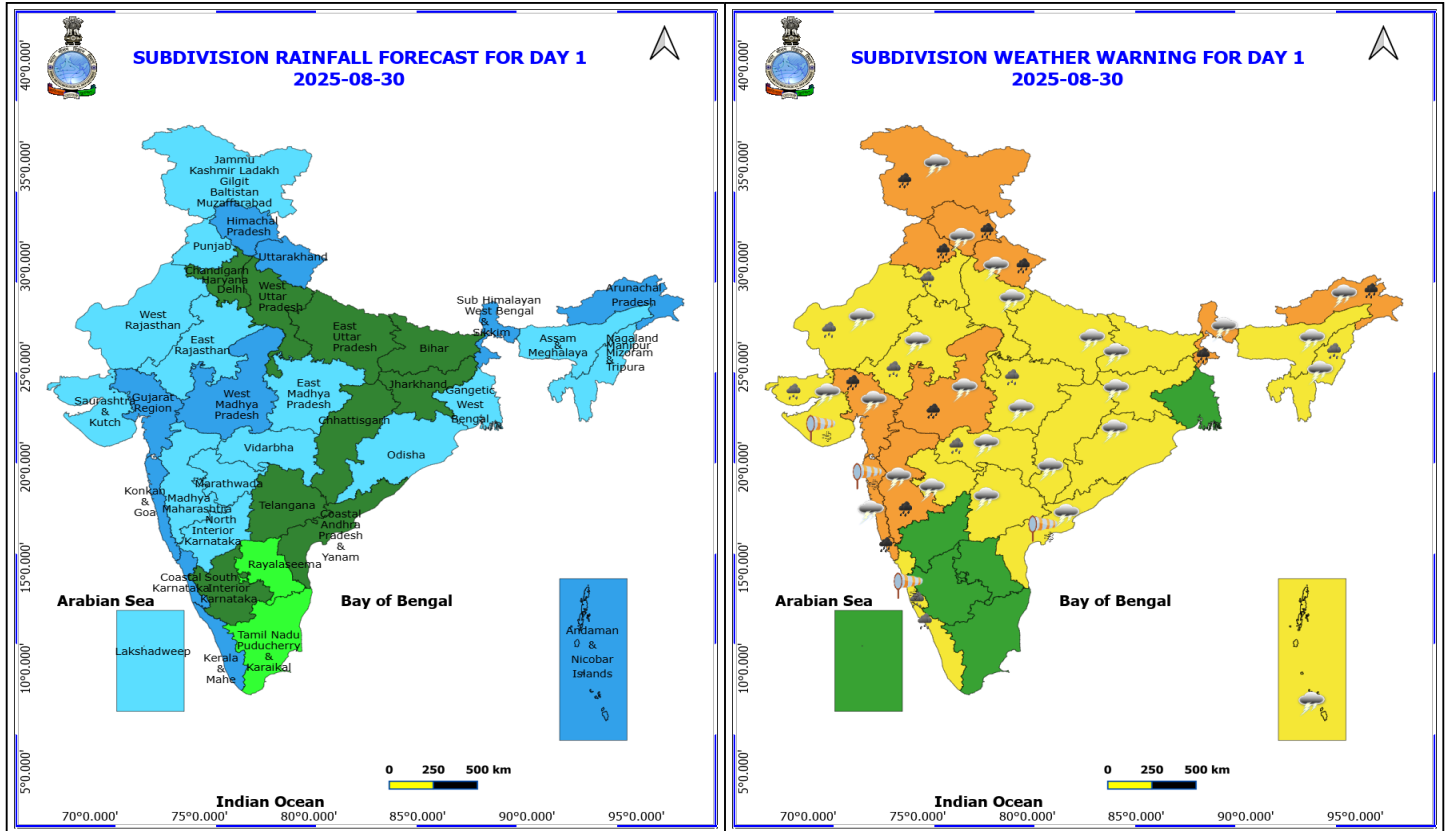 SUBDIVISION RAINFALL FORECAST FOR DAY 1
2025-08-30
40°0.000'
35°0.000'
30°0.000'
25°0.000'
20°0.000'
15°0.000'
10°0.000'
5°0.000'
Jammu
Kashmir Ladakh
Gilgit
Baltistan
Muzaffarabad
Himachal
Pradesh
Punjab
Uttarakhand
Chandigarh
Haryana
Delhi
West
Uttar
Pradesh
Arunachal
Pradesh
Sub Himalayan
West Bengal
&
Sikkim
West
Rajasthan
East
Rajasthan
East
Uttar
Pradesh
Bihar
Assam
&
Meghalaya
Nagaland
Manipur
Mizoram
&
Tripura
Saurashtra
&
Kutch
Gujarat
Region
West
Madhya
Pradesh
East
Madhya
Pradesh
Jharkhand
Gangetic
West
Bengal
Chhattisgarh
Vidarbha
Odisha
Konkan
&
Goa
Marathwada
Madhya
Maharashtra
North
Interior
Karnataka
Telangana
Coastal
Andhra
Pradesh
&
Yanam
Rayalaseema
Coastal
Karnataka
South
Interior
Karnataka
Arabian Sea
Bay of Bengal
Lakshadweep
Tamil Nadu
Puducherry
&
Karaikal
Kerala
&
Mahe
Andaman
&
Nicobar
Islands
0 250 500 km
Indian Ocean
70°0.000' 75°0.000' 80°0.000' 85°0.000' 90°0.000' 95°0.000'
SUBDIVISION WEATHER WARNING FOR DAY 1
2025-08-30
40°0.000'
35°0.000'
30°0.000'
25°0.000'
20°0.000'
15°0.000'
10°0.000'
5°0.000'
Arabian Sea
Bay of Bengal
0 250 500 km
Indian Ocean
70°0.000' 75°0.000' 80°0.000' 85°0.000' 90°0.000' 95°0.000'